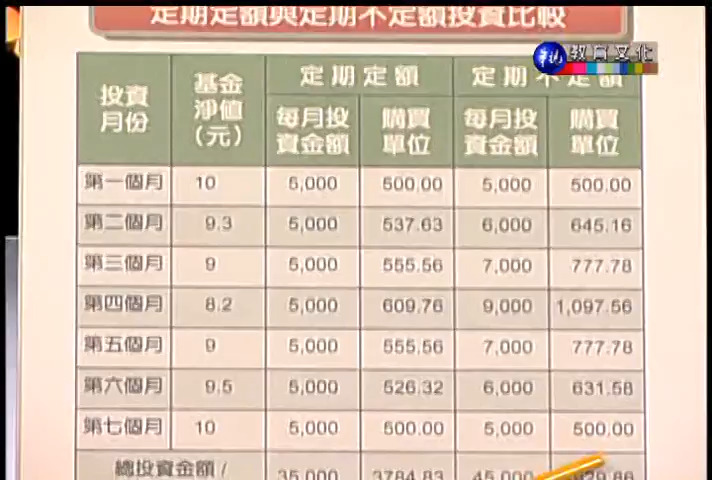 定期定額與定期不定額投資比較
華視 教育文化
投資月份 基金淨值(元) 定期定額 定期不定額
每月投資金額 購買單位 每月投資金額 購買單位
第一個月 10 5,000 500.00 5,000 500.00
第二個月 9.3 5,000 537.63 6,000 645.16
第三個月 9 5,000 555.56 7,000 777.78
第四個月 8.2 5,000 609.76 9,000 1,097.56
第五個月 9 5,000 555.56 7,000 777.78
第六個月 9.5 5,000 526.32 6,000 631.58
第七個月 10 5,000 500.00 5,000 500.00
總投資金額/ 35,000 3784.83 45,000